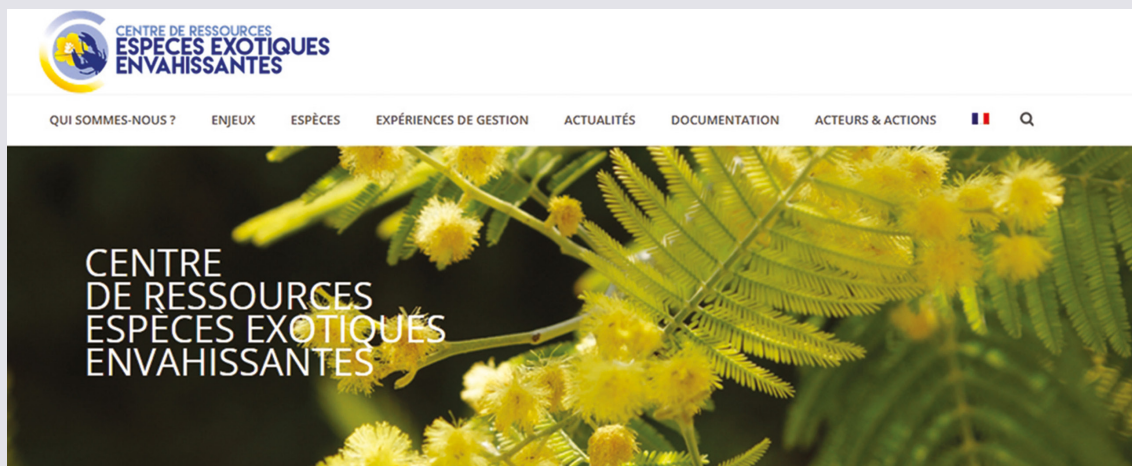 CENTRE DE RESSOURCES
ESPÈCES EXOTIQUES
ENVAHISSANTES
QUI SOMMES-NOUS ? ENJEUX ESPÈCES EXPÉRIENCES DE GESTION ACTUALITÉS DOCUMENTATION ACTEURS & ACTIONS
CENTRE
DE RESSOURCES
ESPÈCES EXOTIQUES
ENVAHISSANTES